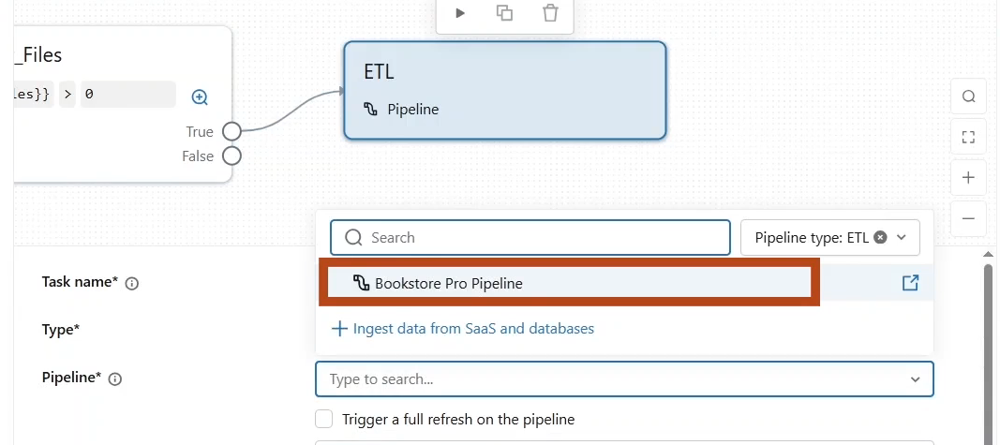 _Files
les}} > 0
True
False
ETL
Pipeline
Search
Pipeline type: ETL
Bookstore Pro Pipeline
Ingest data from SaaS and databases
Task name*
Type*
Pipeline*
Type to search...
Trigger a full refresh on the pipeline